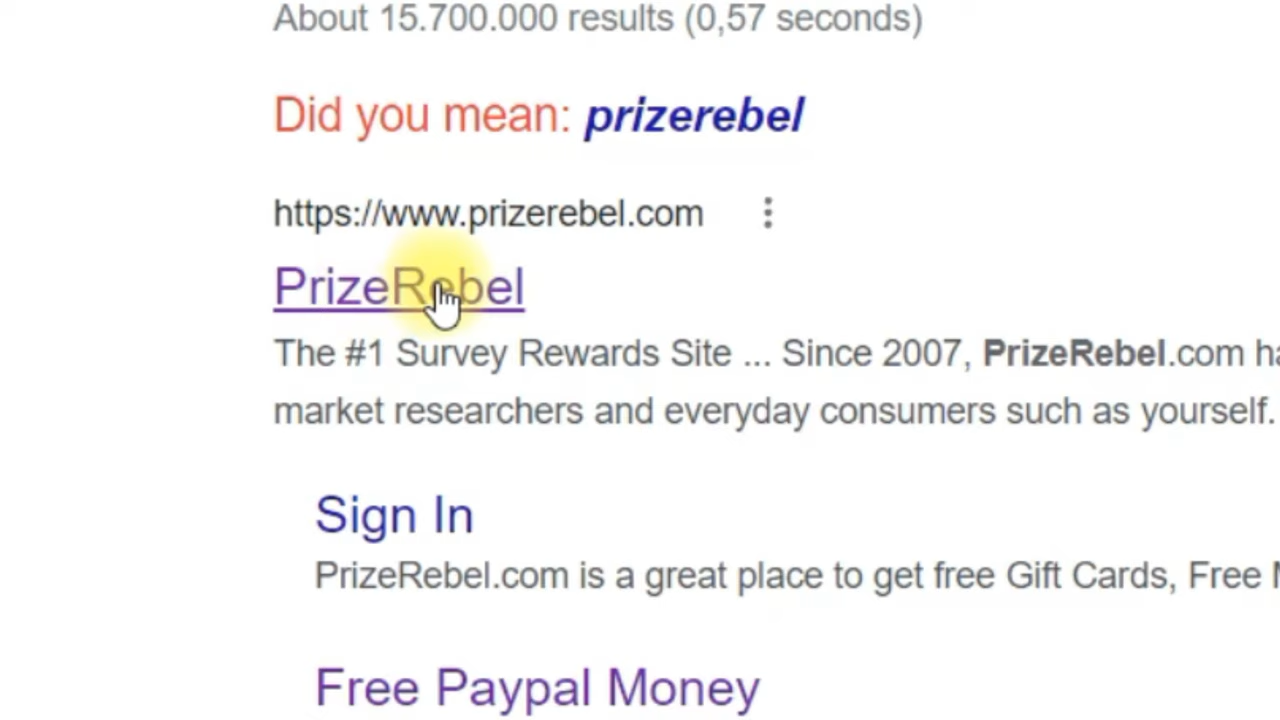 About 15.700.000 results (0,57 seconds)
Did you mean: prizerebel
https://www.prizerebel.com
PrizeRebel
The #1 Survey Rewards Site ... Since 2007, PrizeRebel.com
market researchers and everyday consumers such as yourself.
Sign In
PrizeRebel.com is a great place to get free Gift Cards, Free
Free Paypal Money